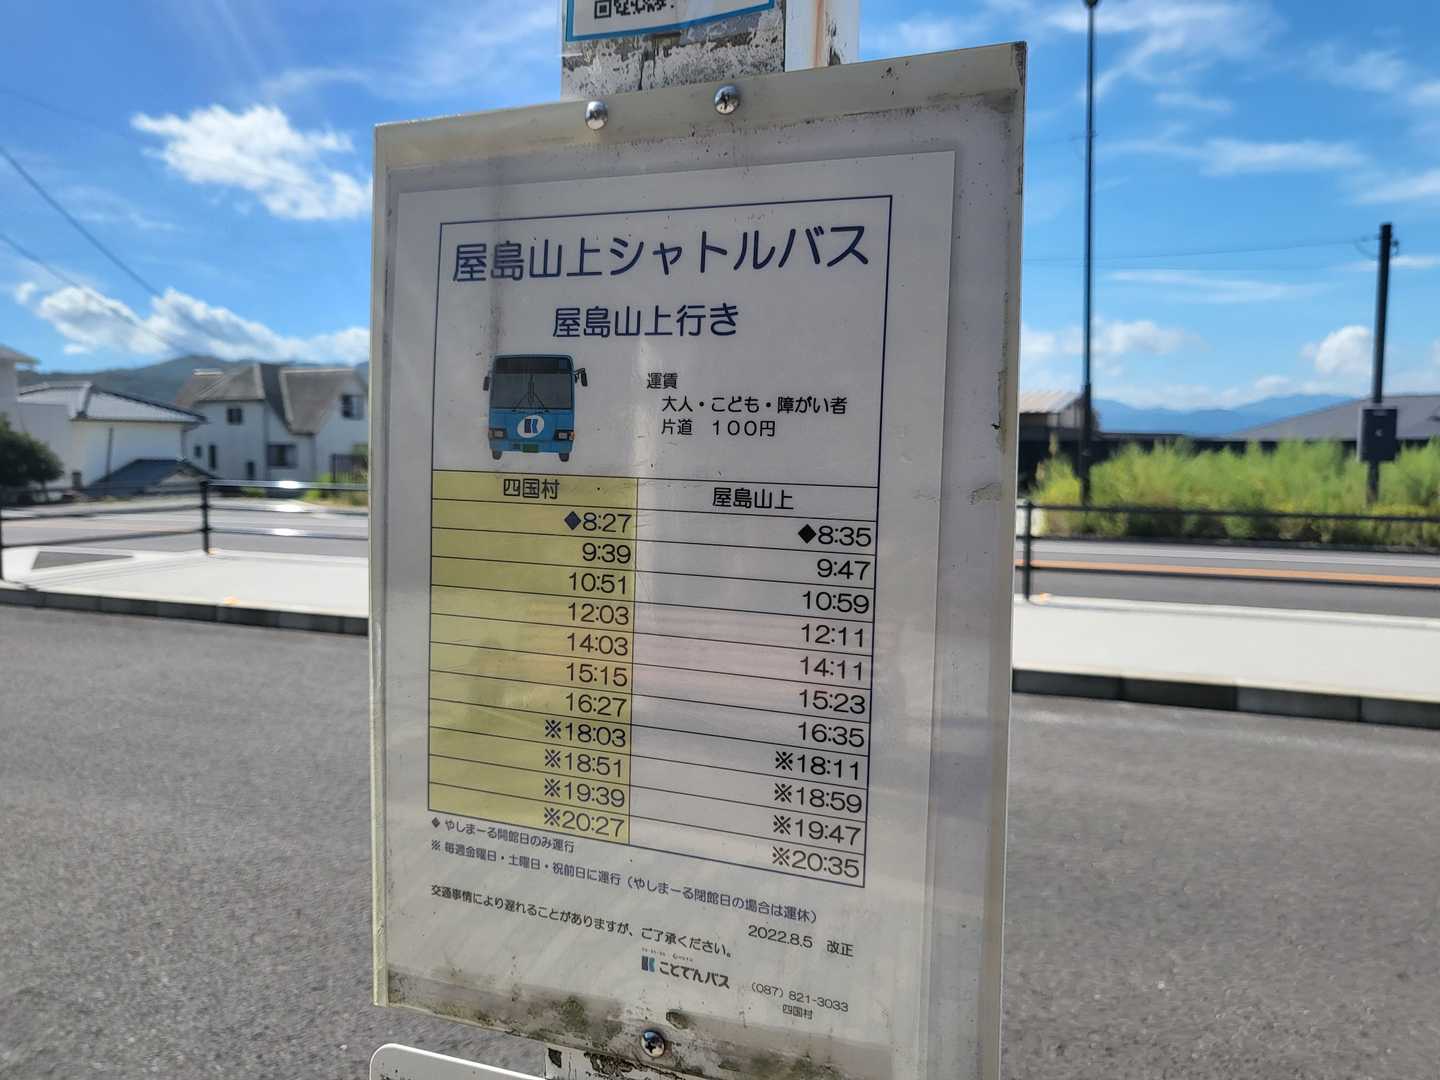 屋島山上シャトルバス
屋島山上行き
運賃
大人・こども・障がい者
片道 100円
四国村 屋島山上
◆8:27 ◆8:35
9:39 9:47
10:51 10:59
12:03 12:11
14:03 14:11
15:15 15:23
16:27 16:35
※18:03 ※18:11
※18:51 ※18:59
※19:39 ※19:47
※20:27 ※20:35
◆ やしまーる開館日のみ運行
※ 毎週金曜日・土曜日・祝前日に運行（やしまーる閉館日の場合は運休）
交通事情により遅れることがありますが、ご了承ください。
2022.8.5 改正
ことでんバス
（087）821-3033
四国村